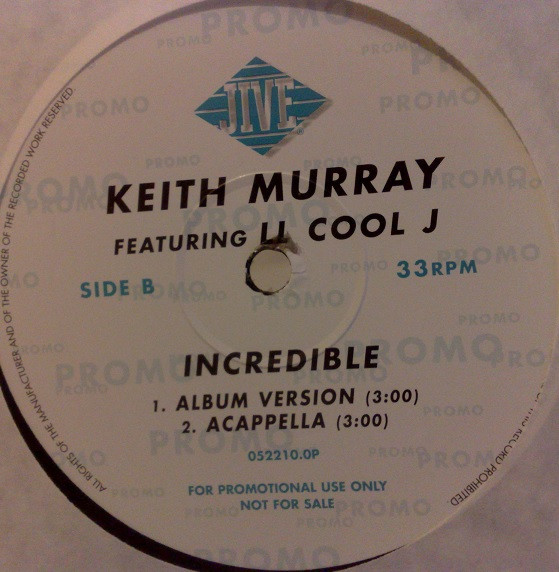 JIVE
KEITH MURRAY
FEATURING LL COOL J
SIDE B
33RPM
INCREDIBLE
1. ALBUM VERSION (3:00)
2. ACAPPELLA (3:00)
052210.0P
FOR PROMOTIONAL USE ONLY
NOT FOR SALE
ALL RIGHTS OF THE MANUFACTURER AND OF THE OWNER OF THE RECORDED WORK RESERVED
RECORD PROHIBITED
PROMO